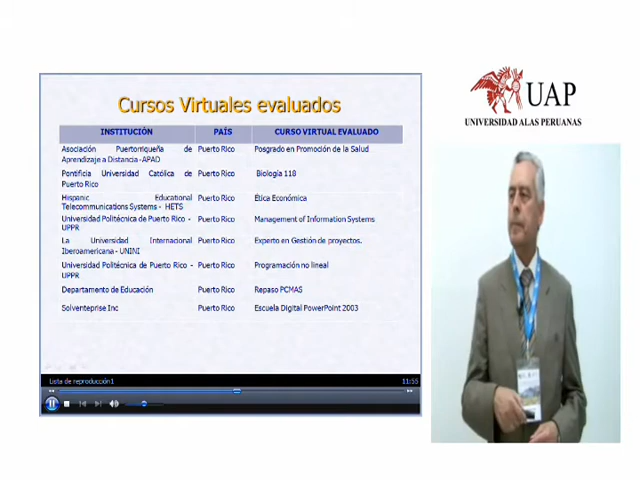 Cursos Virtuales evaluados
INSTITUCIÓN PAÍS CURSO VIRTUAL EVALUADO
Asociación Puertorriqueña de Puerto Rico Posgrado en Promoción de la Salud
Aprendizaje a Distancia -APAD
Pontificia Universidad Católica de Puerto Rico Biología 118
Puerto Rico
Hispanic Educational Puerto Rico Ética Económica
Telecommunications Systems - HETS
Universidad Politécnica de Puerto Rico - Puerto Rico Management of Information Systems
UPPR
La Universidad Internacional Puerto Rico Experto en Gestión de proyectos.
Iberoamericana - UNINI
Universidad Politécnica de Puerto Rico - Puerto Rico Programación no lineal
UPPR
Departamento de Educación Puerto Rico Repaso PCMAS
Solventeprise Inc Puerto Rico Escuela Digital PowerPoint 2003
Lista de reproducción1 11:55
UAP
UNIVERSIDAD ALAS PERUANAS